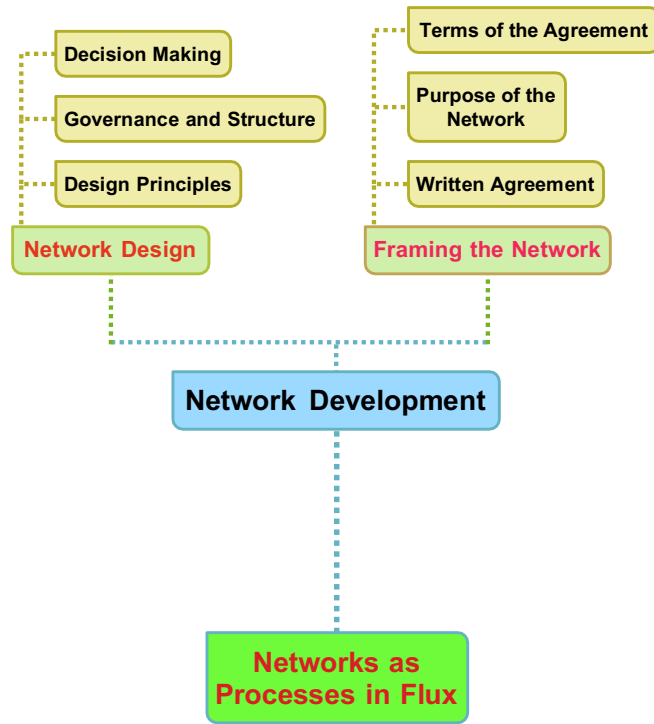 Decision Making
Governance and Structure
Design Principles
Network Design
Terms of the Agreement
Purpose of the
Network
Written Agreement
Framing the Network
Network Development
Networks as
Processes in Flux